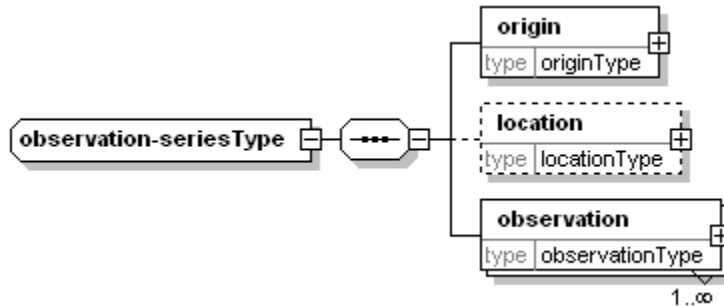 origin
type originType
observation-seriesType
location
type locationType
observation
type observationType
1..∞